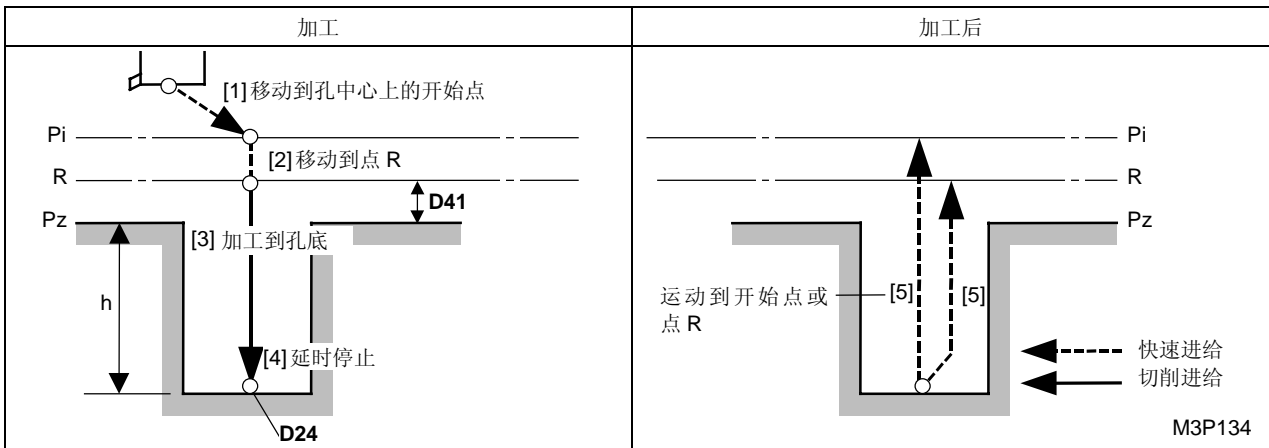 加工
加工后
[1]移动到孔中心上的开始点
Pi
[2]移动到点 R
R
D41
Pz
[3] 加工到孔底
h
[4]延时停止
D24
Pi
R
Pz
运动到开始点或
点 R
[5]
[5]
快速进给
切削进给
M3P134